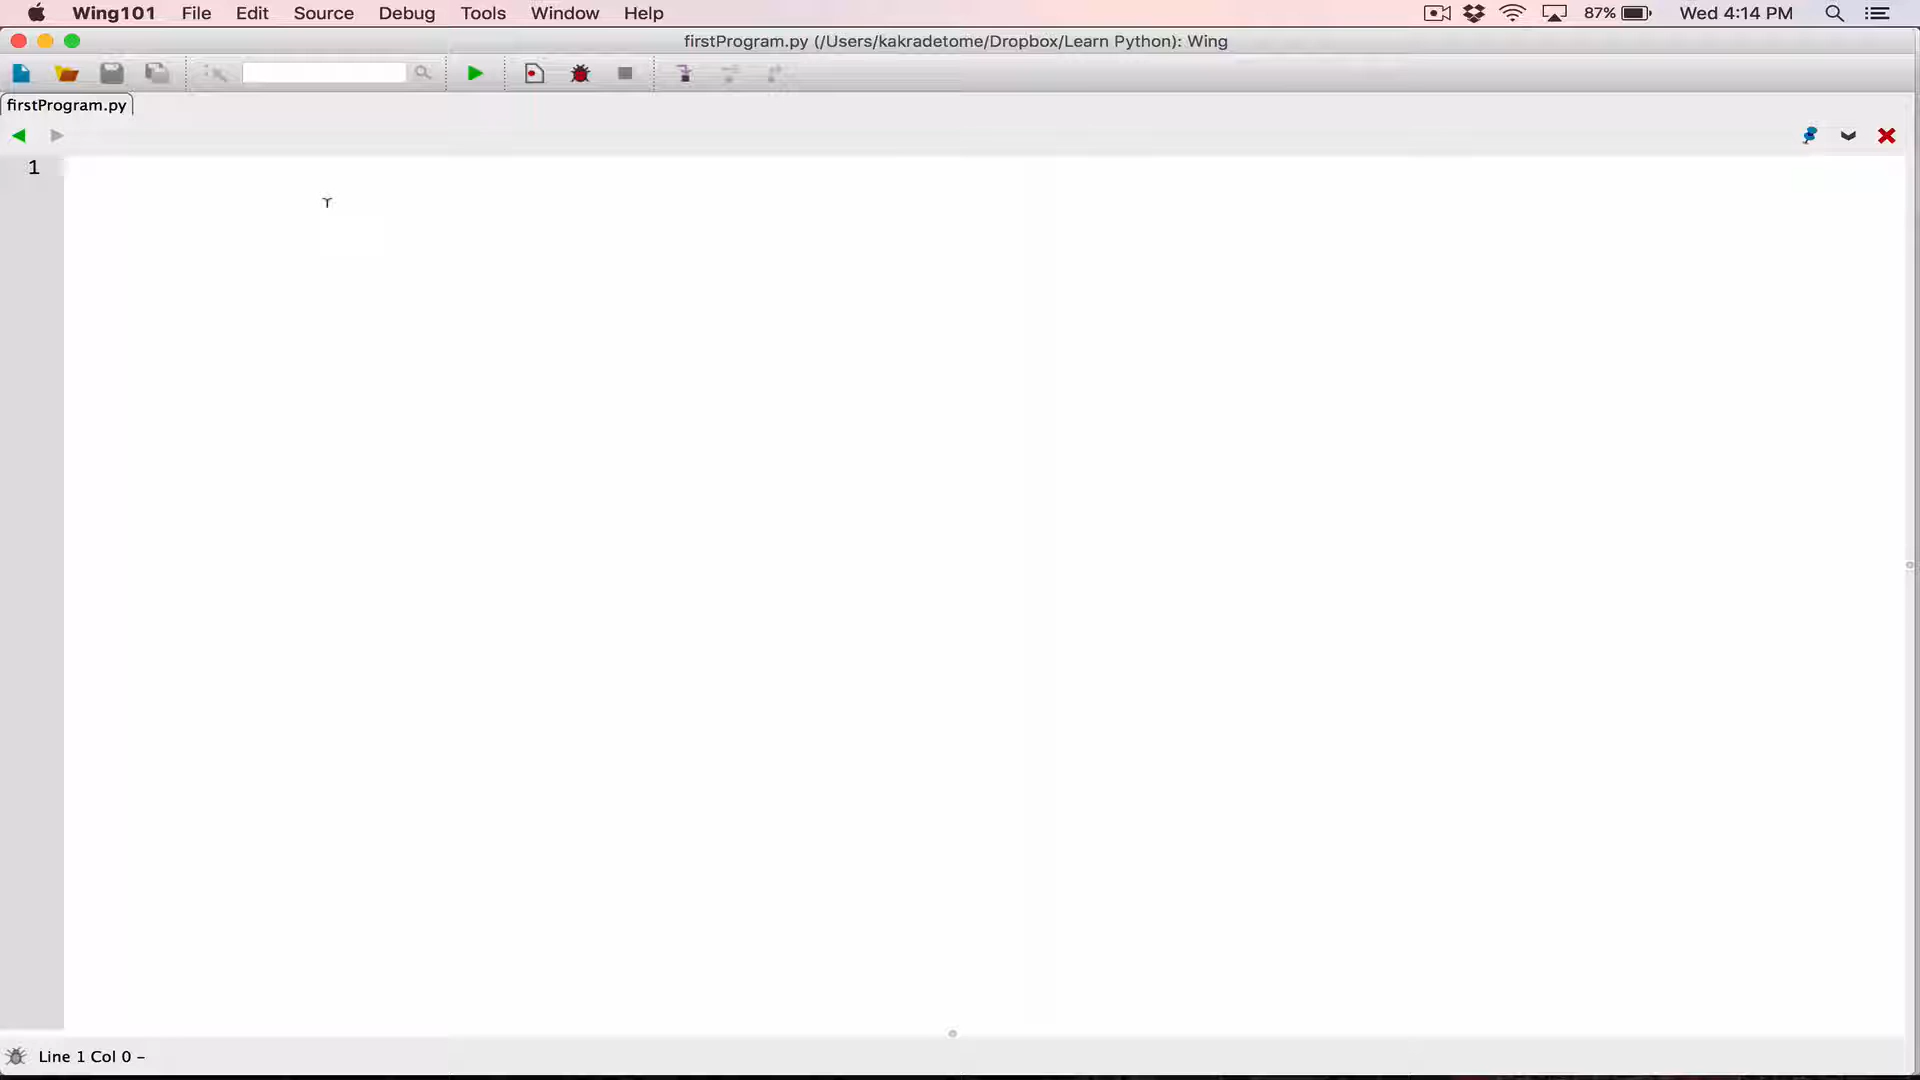 Wing101 File Edit Source Debug Tools Window Help 87% Wed 4:14 PM
firstProgram.py (/Users/kakradetome/Dropbox/Learn Python): Wing
firstProgram.py
1
Line 1 Col 0 –